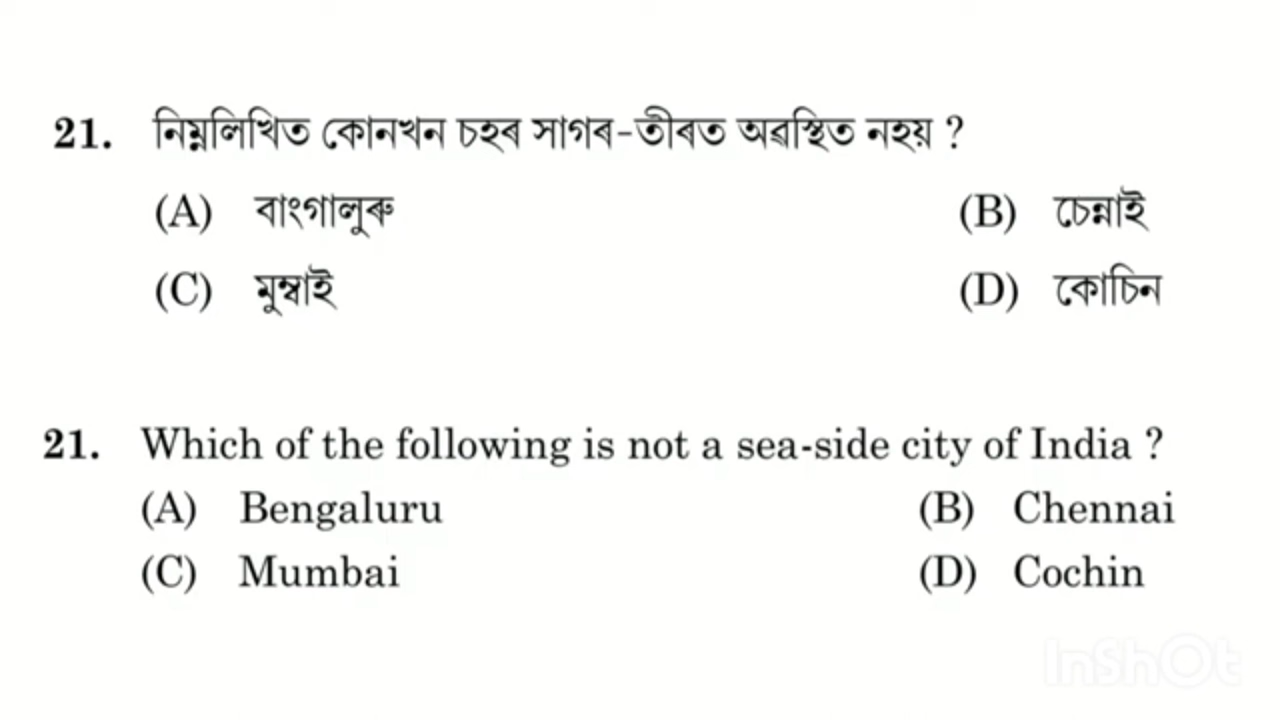 21. নিম্নলিখিত কোনখন চহৰ সাগৰ-তীৰত অৱস্থিত নহয় ?
(A) বাংগালুৰু (B) চেন্নাই
(C) মুম্বাই (D) কোচিন
21. Which of the following is not a sea-side city of India ?
(A) Bengaluru (B) Chennai
(C) Mumbai (D) Cochin
InShOt